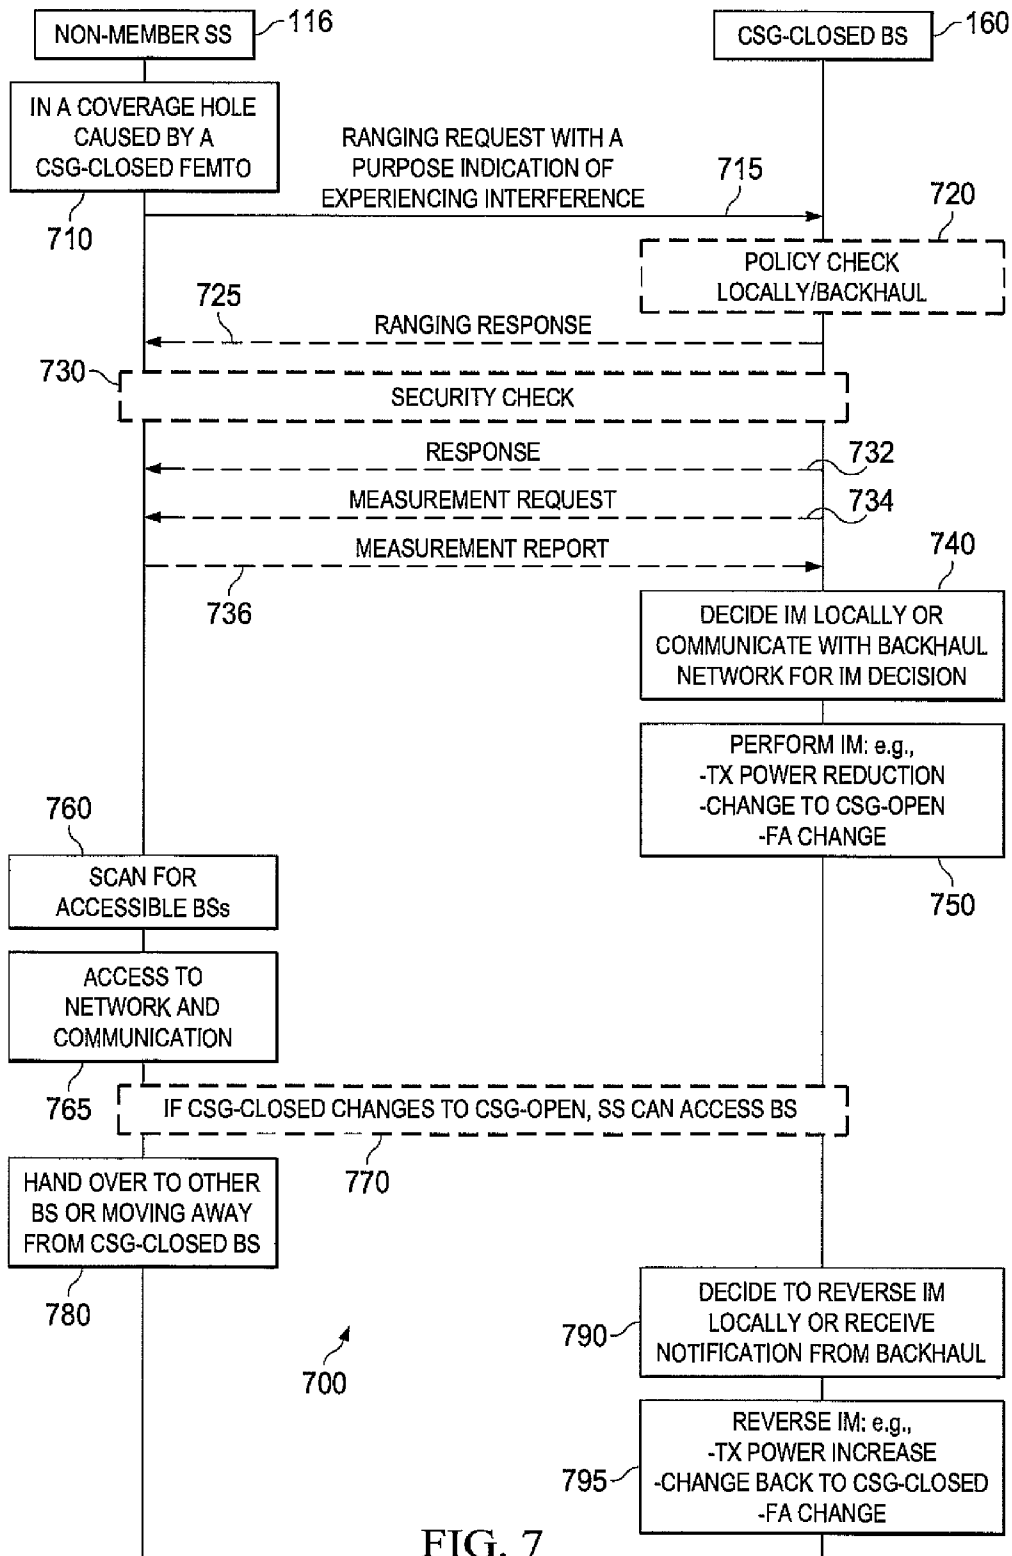 NON-MEMBER SS
116
CSG-CLOSED BS
160
IN A COVERAGE HOLE
CAUSED BY A
CSG-CLOSED FEMTO
710
RANGING REQUEST WITH A
PURPOSE INDICATION OF
EXPERIENCING INTERFERENCE
715
720
POLICY CHECK
LOCALLY/BACKHAUL
725
RANGING RESPONSE
730
SECURITY CHECK
RESPONSE
732
MEASUREMENT REQUEST
734
MEASUREMENT REPORT
736
740
DECIDE IM LOCALLY OR
COMMUNICATE WITH BACKHAUL
NETWORK FOR IM DECISION
PERFORM IM: e.g.,
-TX POWER REDUCTION
-CHANGE TO CSG-OPEN
-FA CHANGE
750
760
SCAN FOR
ACCESSIBLE BSs
ACCESS TO
NETWORK AND
COMMUNICATION
765
IF CSG-CLOSED CHANGES TO CSG-OPEN, SS CAN ACCESS BS
770
HAND OVER TO OTHER
BS OR MOVING AWAY
FROM CSG-CLOSED BS
780
700
790
DECIDE TO REVERSE IM
LOCALLY OR RECEIVE
NOTIFICATION FROM BACKHAUL
795
REVERSE IM: e.g.,
-TX POWER INCREASE
-CHANGE BACK TO CSG-CLOSED
-FA CHANGE
FIG. 7